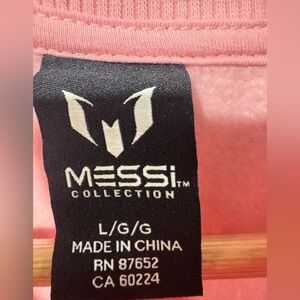 MESSi™
COLLECTION
L/G/G
MADE IN CHINA
RN 87652
CA 60224